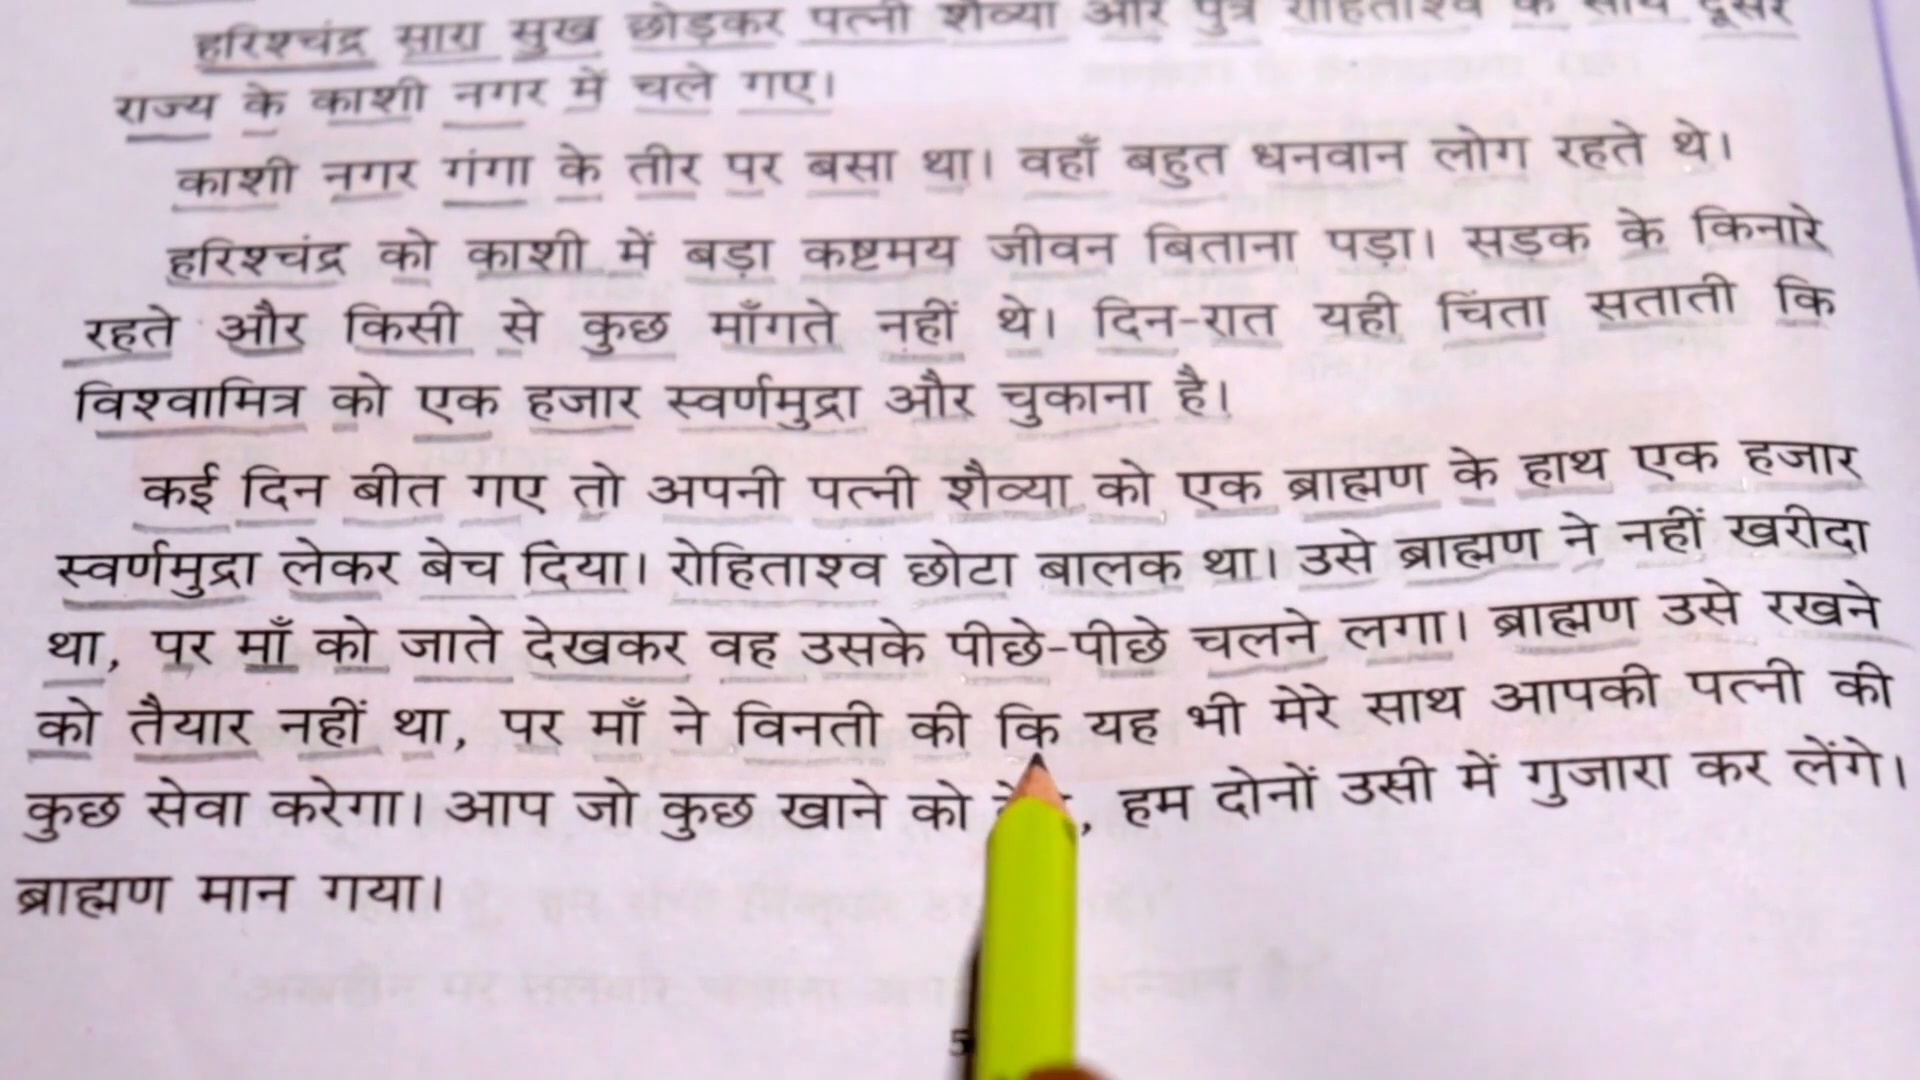 हरिश्चंद्र सारा सुख छोड़कर पत्नी शैव्या और पुत्र रोहिताश्व के साथ दूसरे
राज्य के काशी नगर में चले गए।
काशी नगर गंगा के तीर पर बसा था। वहाँ बहुत धनवान लोग रहते थे।
हरिश्चंद्र को काशी में बड़ा कष्टमय जीवन बिताना पड़ा। सड़क के किनारे
रहते और किसी से कुछ माँगते नहीं थे। दिन-रात यही चिंता सताती कि
विश्वामित्र को एक हजार स्वर्णमुद्रा और चुकाना है।
कई दिन बीत गए तो अपनी पत्नी शैव्या को एक ब्राह्मण के हाथ एक हजार
स्वर्णमुद्रा लेकर बेच दिया। रोहिताश्व छोटा बालक था। उसे ब्राह्मण ने नहीं खरीदा
था, पर माँ को जाते देखकर वह उसके पीछे-पीछे चलने लगा। ब्राह्मण उसे रखने
को तैयार नहीं था, पर माँ ने विनती की कि यह भी मेरे साथ आपकी पत्नी की
कुछ सेवा करेगा। आप जो कुछ खाने को , हम दोनों उसी में गुजारा कर लेंगे।
ब्राह्मण मान गया।